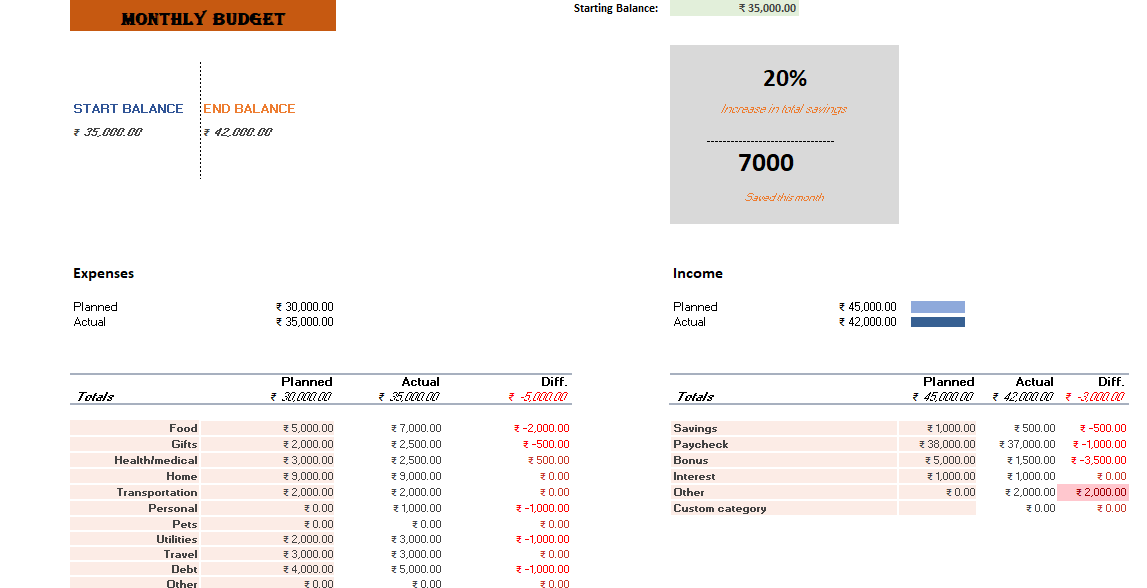 MONTHLY BUDGET
Starting Balance: ₹ 35,000.00
START BALANCE END BALANCE
₹ 35,000.00 ₹ 42,000.00
20%
Increase in total savings
7000
Saved this month
Expenses
Planned ₹ 30,000.00
Actual ₹ 35,000.00
Income
Planned ₹ 45,000.00
Actual ₹ 42,000.00
Planned Actual Diff.
Totals ₹ 30,000.00 ₹ 35,000.00 ₹ -5,000.00
Food ₹ 5,000.00 ₹ 7,000.00 ₹ -2,000.00
Gifts ₹ 2,000.00 ₹ 2,500.00 ₹ -500.00
Health/medical ₹ 3,000.00 ₹ 2,500.00 ₹ 500.00
Home ₹ 9,000.00 ₹ 9,000.00 ₹ 0.00
Transportation ₹ 2,000.00 ₹ 2,000.00 ₹ 0.00
Personal ₹ 0.00 ₹ 1,000.00 ₹ -1,000.00
Pets ₹ 0.00 ₹ 0.00 ₹ 0.00
Utilities ₹ 2,000.00 ₹ 3,000.00 ₹ -1,000.00
Travel ₹ 3,000.00 ₹ 3,000.00 ₹ 0.00
Debt ₹ 4,000.00 ₹ 5,000.00 ₹ -1,000.00
Other ₹ 0.00 ₹ 0.00 ₹ 0.00
Planned Actual Diff.
Totals ₹ 45,000.00 ₹ 42,000.00 ₹ -3,000.00
Savings ₹ 1,000.00 ₹ 500.00 ₹ -500.00
Paycheck ₹ 38,000.00 ₹ 37,000.00 ₹ -1,000.00
Bonus ₹ 5,000.00 ₹ 1,500.00 ₹ -3,500.00
Interest ₹ 1,000.00 ₹ 1,000.00 ₹ 0.00
Other ₹ 0.00 ₹ 2,000.00 ₹ 2,000.00
Custom category ₹ 0.00 ₹ 0.00